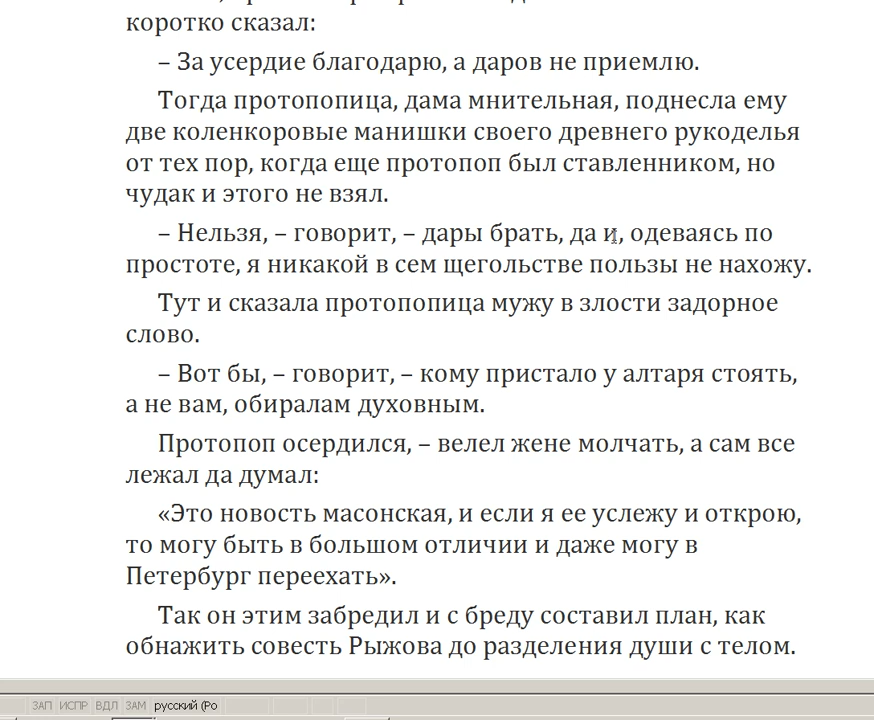 коротко сказал:
– За усердие благодарю, а даров не приемлю.
Тогда протопопица, дама мнительная, поднесла ему
две коленкоровые манишки своего древнего рукоделья
от тех пор, когда еще протопоп был ставленником, но
чудак и этого не взял.
– Нельзя, – говорит, – дары брать, да и, одеваясь по
простоте, я никакой в сем щегольстве пользы не нахожу.
Тут и сказала протопопица мужу в злости задорное
слово.
– Вот бы, – говорит, – кому пристало у алтаря стоять,
а не вам, обиралам духовным.
Протопоп осердился, – велел жене молчать, а сам все
лежал да думал:
«Это новость масонская, и если я ее услежу и открою,
то могу быть в большом отличии и даже могу в
Петербург переехать».
Так он этим забредил и с бреду составил план, как
обнажить совесть Рыжова до разделения души с телом.
ЗАП ИСПР ВДЛ ЗАМ русский (Ро